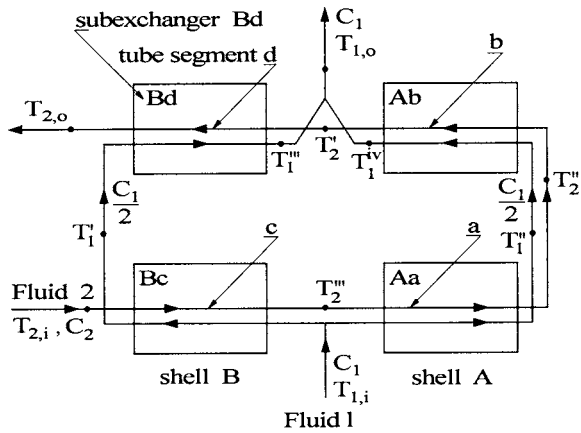 subexchanger Bd
tube segment d
C₁
T₁,ₒ
b
Bd
Ab
T₂,ₒ
T₁'''
T₂'
T₁ⁱᵛ
T₂''
C₁/2
C₁/2
T₁'
T₁''
c
a
Bc
T₂'''
Aa
Fluid 2
T₂,ᵢ , C₂
shell B
C₁
T₁,ᵢ
shell A
Fluid 1